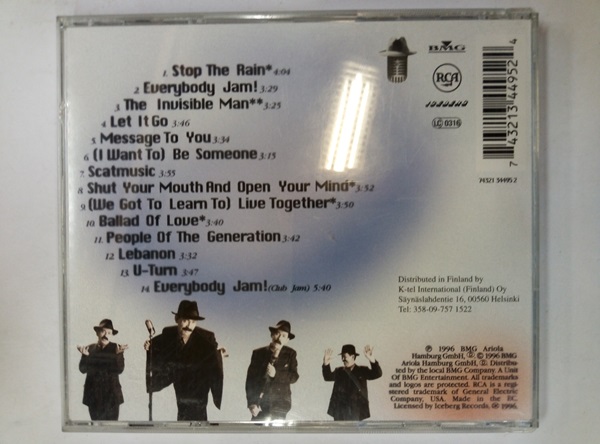 1. Stop The Rain* 4:04
2. Everybody Jam! 3:29
3. The Invisible Man** 3:25
4. Let It Go 3:46
5. Message To You 3:34
6. (I Want To) Be Someone 3:15
7. Scatmusic 3:55
8. Shut Your Mouth And Open Your Mind* 3:52
9. (We Got To Learn To) Live Together* 3:50
10. Ballad Of Love* 3:40
11. People Of The Generation 3:42
12. Lebanon 3:32
13. U-Turn 3:47
14. Everybody Jam! (Club Jam) 5:40
BMG
RCA
ICEBERG
LC 0316
7 43213 44952 4
74321 34495 2
Distributed in Finland by
K-tel International (Finland) Oy
Säynäslahdentie 16, 00560 Helsinki
Tel: 358-09-757 1522
℗ 1996 BMG Ariola
Hamburg GmbH, © 1996 BMG
Ariola Hamburg GmbH, Distribu-
ted by the local BMG Company. A Unit
Of BMG Entertainment. All trademarks
and logos are protected. RCA is a regi-
stered trademark of General Electric
Company, USA. Made in the EC.
Licensed by Iceberg Records, ℗ 1996.